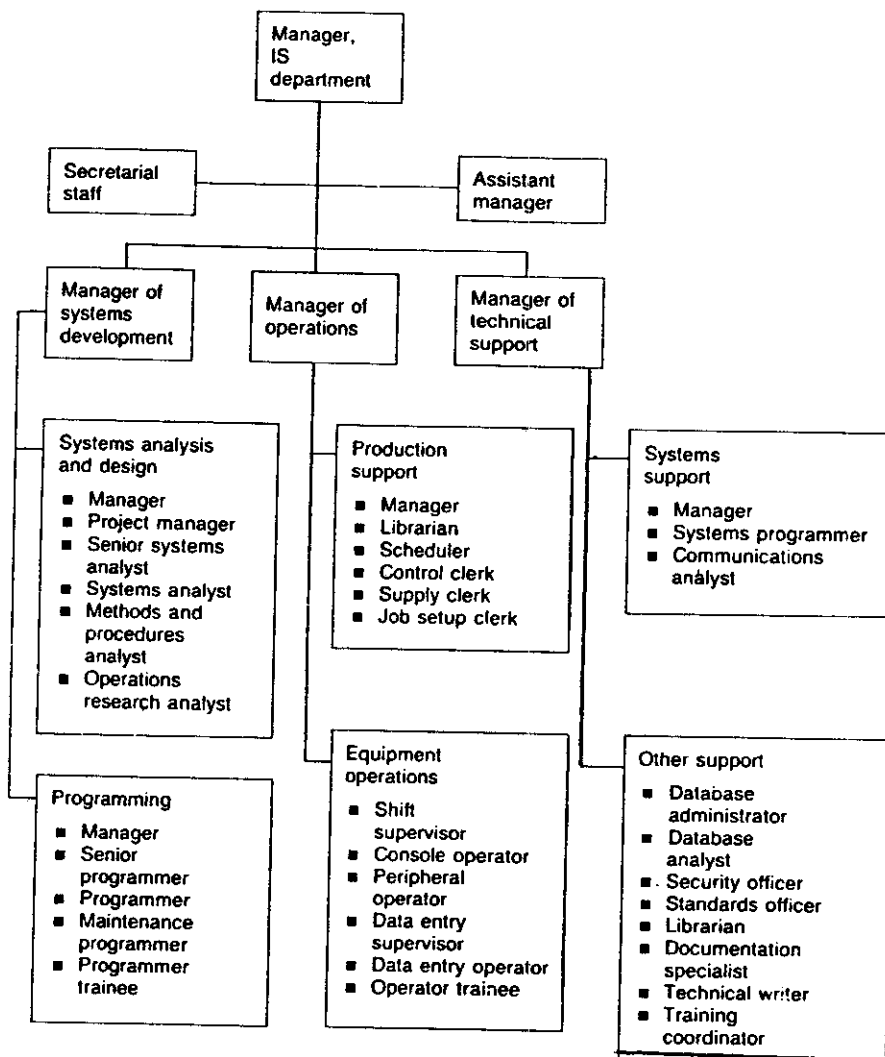 Manager,
IS
department
Secretarial
staff
Assistant
manager
Manager of
systems
development
Manager of
operations
Manager of
technical
support
Systems analysis
and design
■ Manager
■ Project manager
■ Senior systems
analyst
■ Systems analyst
■ Methods and
procedures
analyst
■ Operations
research analyst
Production
support
■ Manager
■ Librarian
■ Scheduler
■ Control clerk
■ Supply clerk
■ Job setup clerk
Systems
support
■ Manager
■ Systems programmer
■ Communications
analyst
Programming
■ Manager
■ Senior
programmer
■ Programmer
■ Maintenance
programmer
■ Programmer
trainee
Equipment
operations
■ Shift
supervisor
■ Console operator
■ Peripheral
operator
■ Data entry
supervisor
■ Data entry operator
■ Operator trainee
Other support
■ Database
administrator
■ Database
analyst
■ Security officer
■ Standards officer
■ Librarian
■ Documentation
specialist
■ Technical writer
■ Training
coordinator